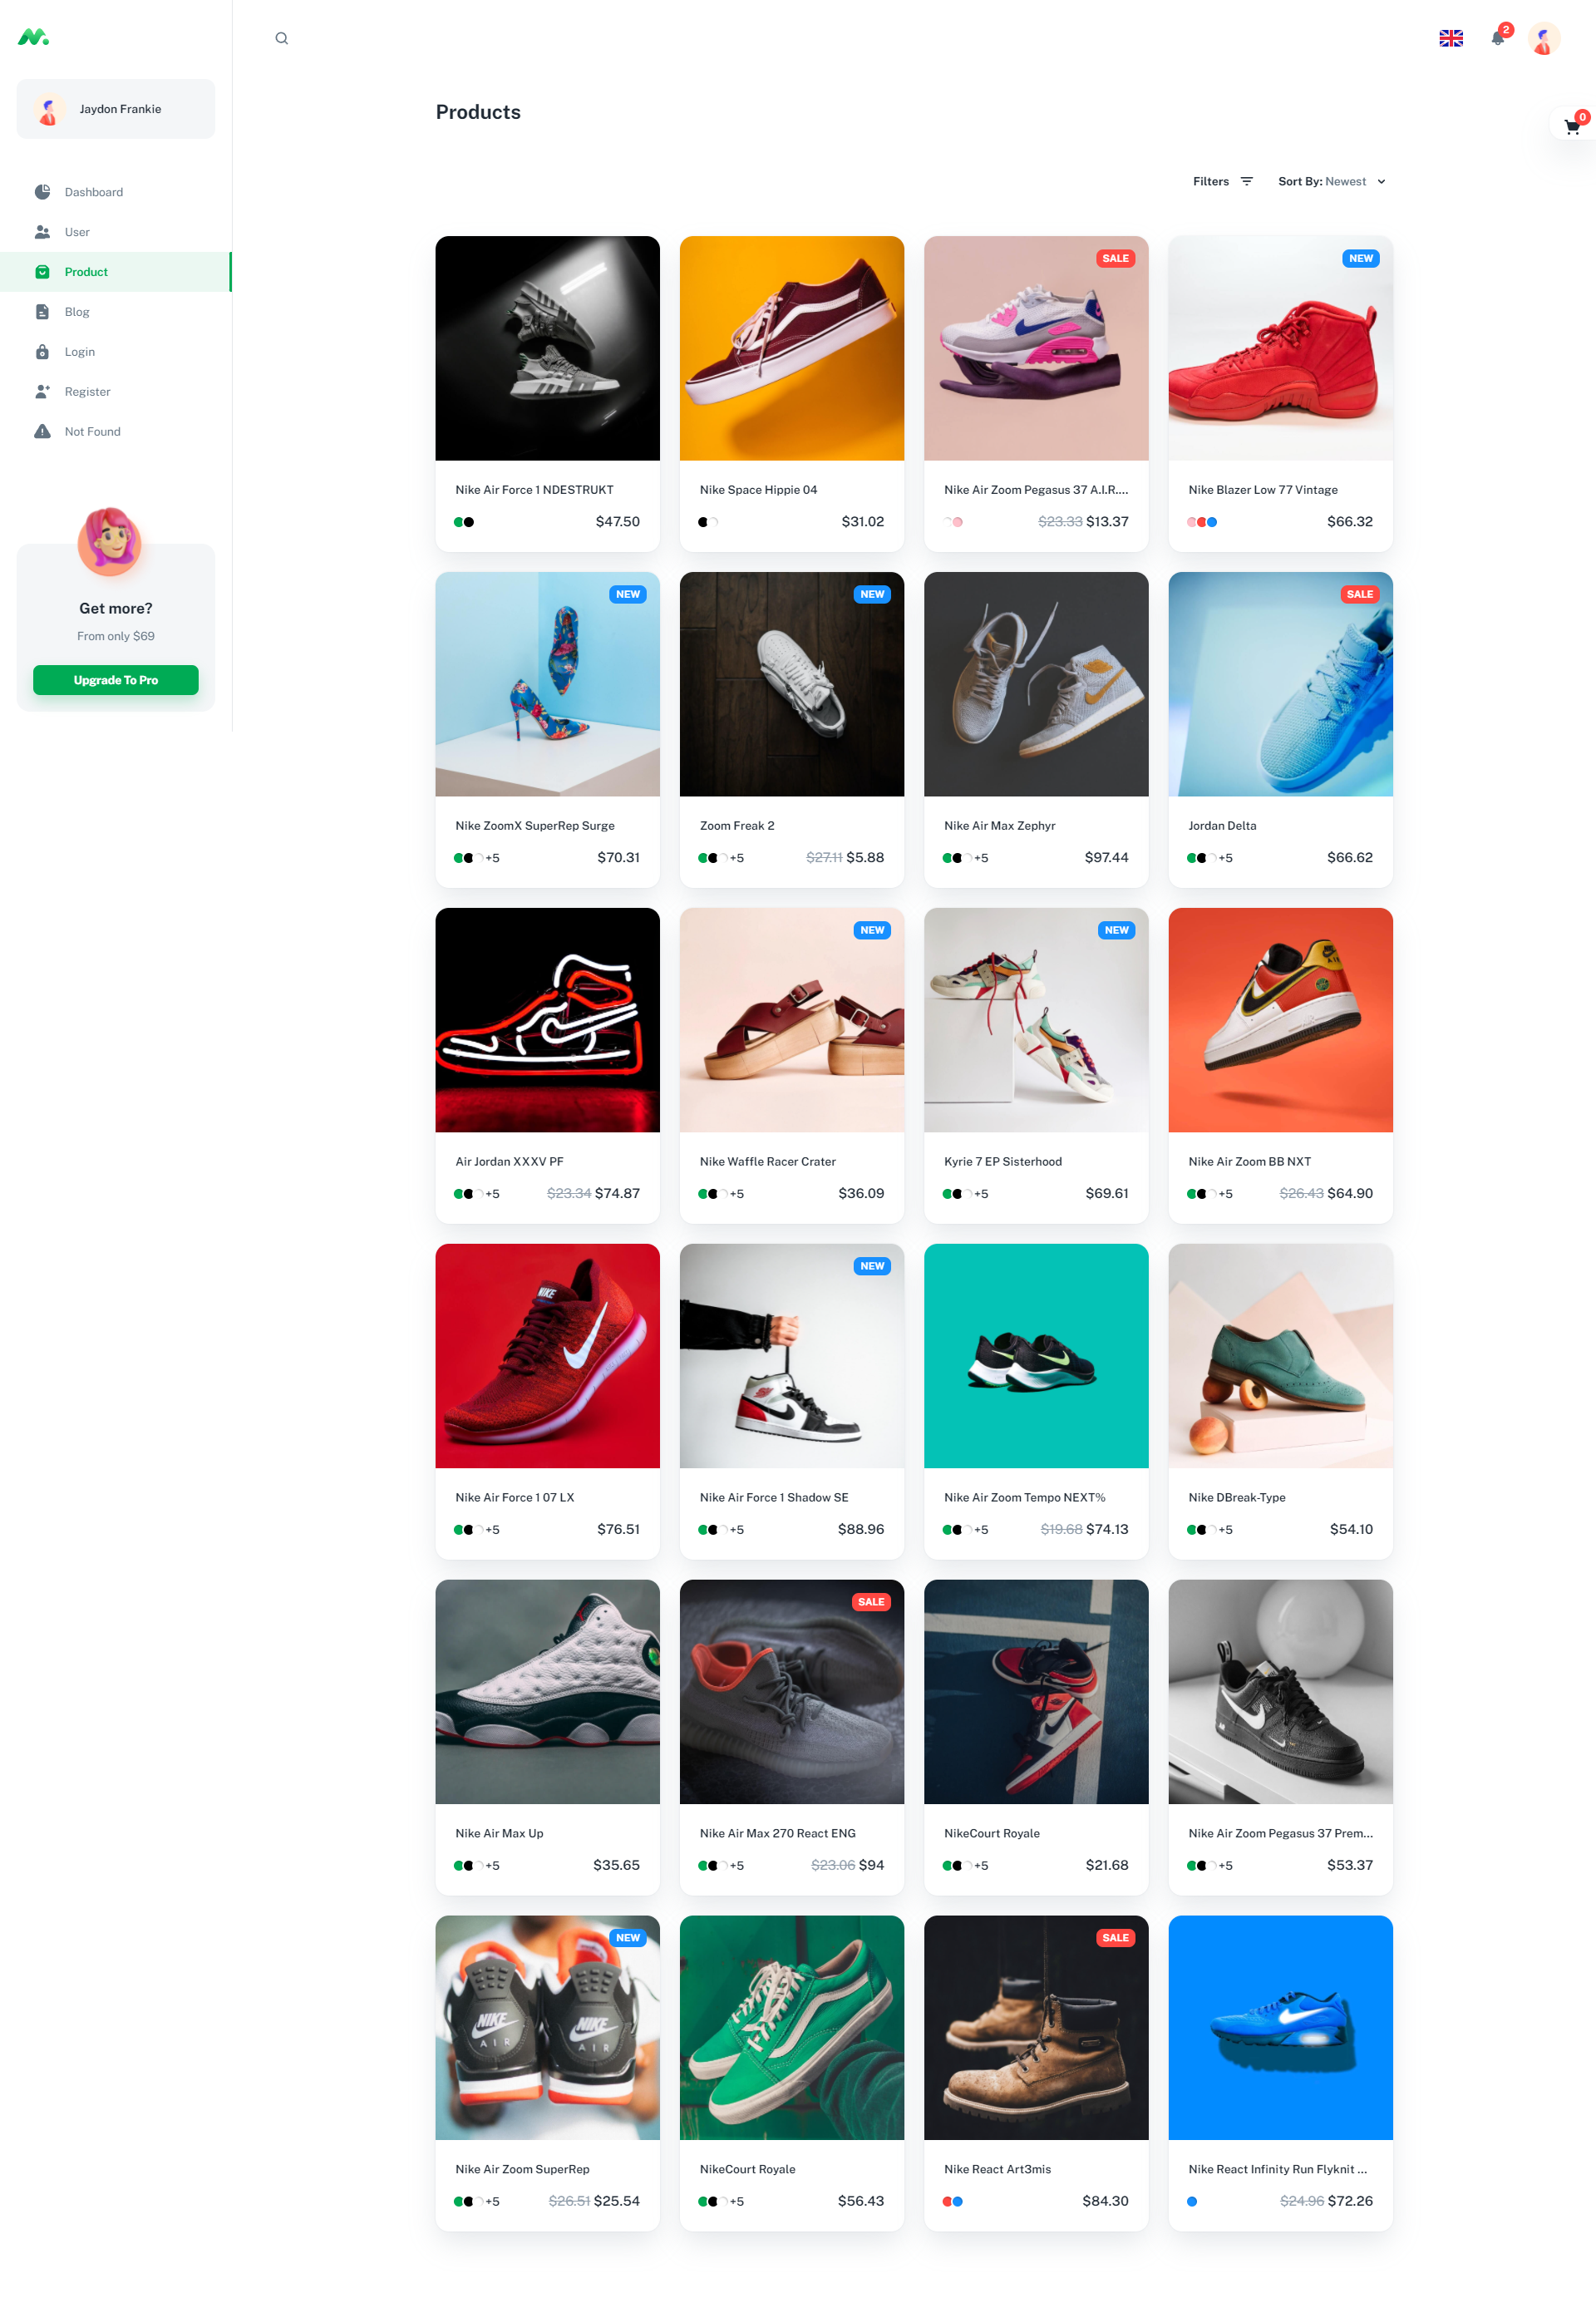 2
Jaydon Frankie
Products
0
Filters
Sort By: Newest
Dashboard
User
Product
Blog
Login
Register
Not Found
Get more?
From only $69
Upgrade To Pro
SALE
NEW
Nike Air Force 1 NDESTRUKT
$47.50
Nike Space Hippie 04
$31.02
Nike Air Zoom Pegasus 37 A.I.R....
$23.33 $13.37
Nike Blazer Low 77 Vintage
$66.32
NEW
NEW
SALE
Nike ZoomX SuperRep Surge
+5 $70.31
Zoom Freak 2
+5 $27.11 $5.88
Nike Air Max Zephyr
+5 $97.44
Jordan Delta
+5 $66.62
NEW
NEW
Air Jordan XXXV PF
+5 $23.34 $74.87
Nike Waffle Racer Crater
+5 $36.09
Kyrie 7 EP Sisterhood
+5 $69.61
Nike Air Zoom BB NXT
+5 $26.43 $64.90
NIKE
NEW
Nike Air Force 1 07 LX
+5 $76.51
Nike Air Force 1 Shadow SE
+5 $88.96
Nike Air Zoom Tempo NEXT%
+5 $19.68 $74.13
Nike DBreak-Type
+5 $54.10
SALE
Nike Air Max Up
+5 $35.65
Nike Air Max 270 React ENG
+5 $23.06 $94
NikeCourt Royale
+5 $21.68
Nike Air Zoom Pegasus 37 Prem...
+5 $53.37
NEW
NIKE
AIR
NIKE
AIR
SALE
Nike Air Zoom SuperRep
+5 $26.51 $25.54
NikeCourt Royale
+5 $56.43
Nike React Art3mis
$84.30
Nike React Infinity Run Flyknit ...
$24.96 $72.26